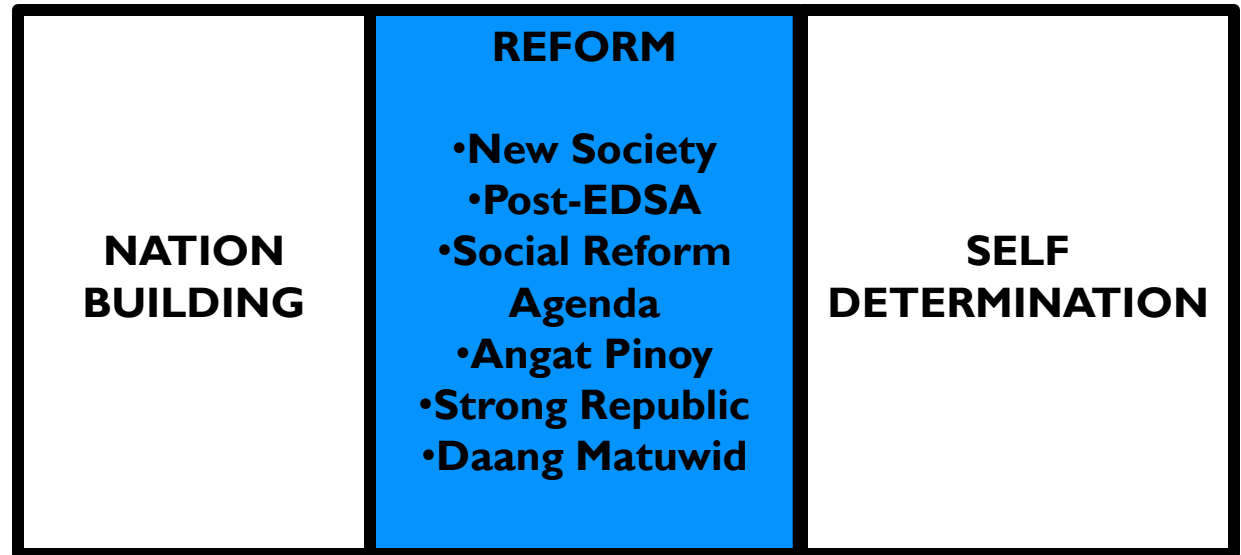 NATION
BUILDING
REFORM
•New Society
•Post-EDSA
•Social Reform
Agenda
•Angat Pinoy
•Strong Republic
•Daang Matuwid
SELF
DETERMINATION